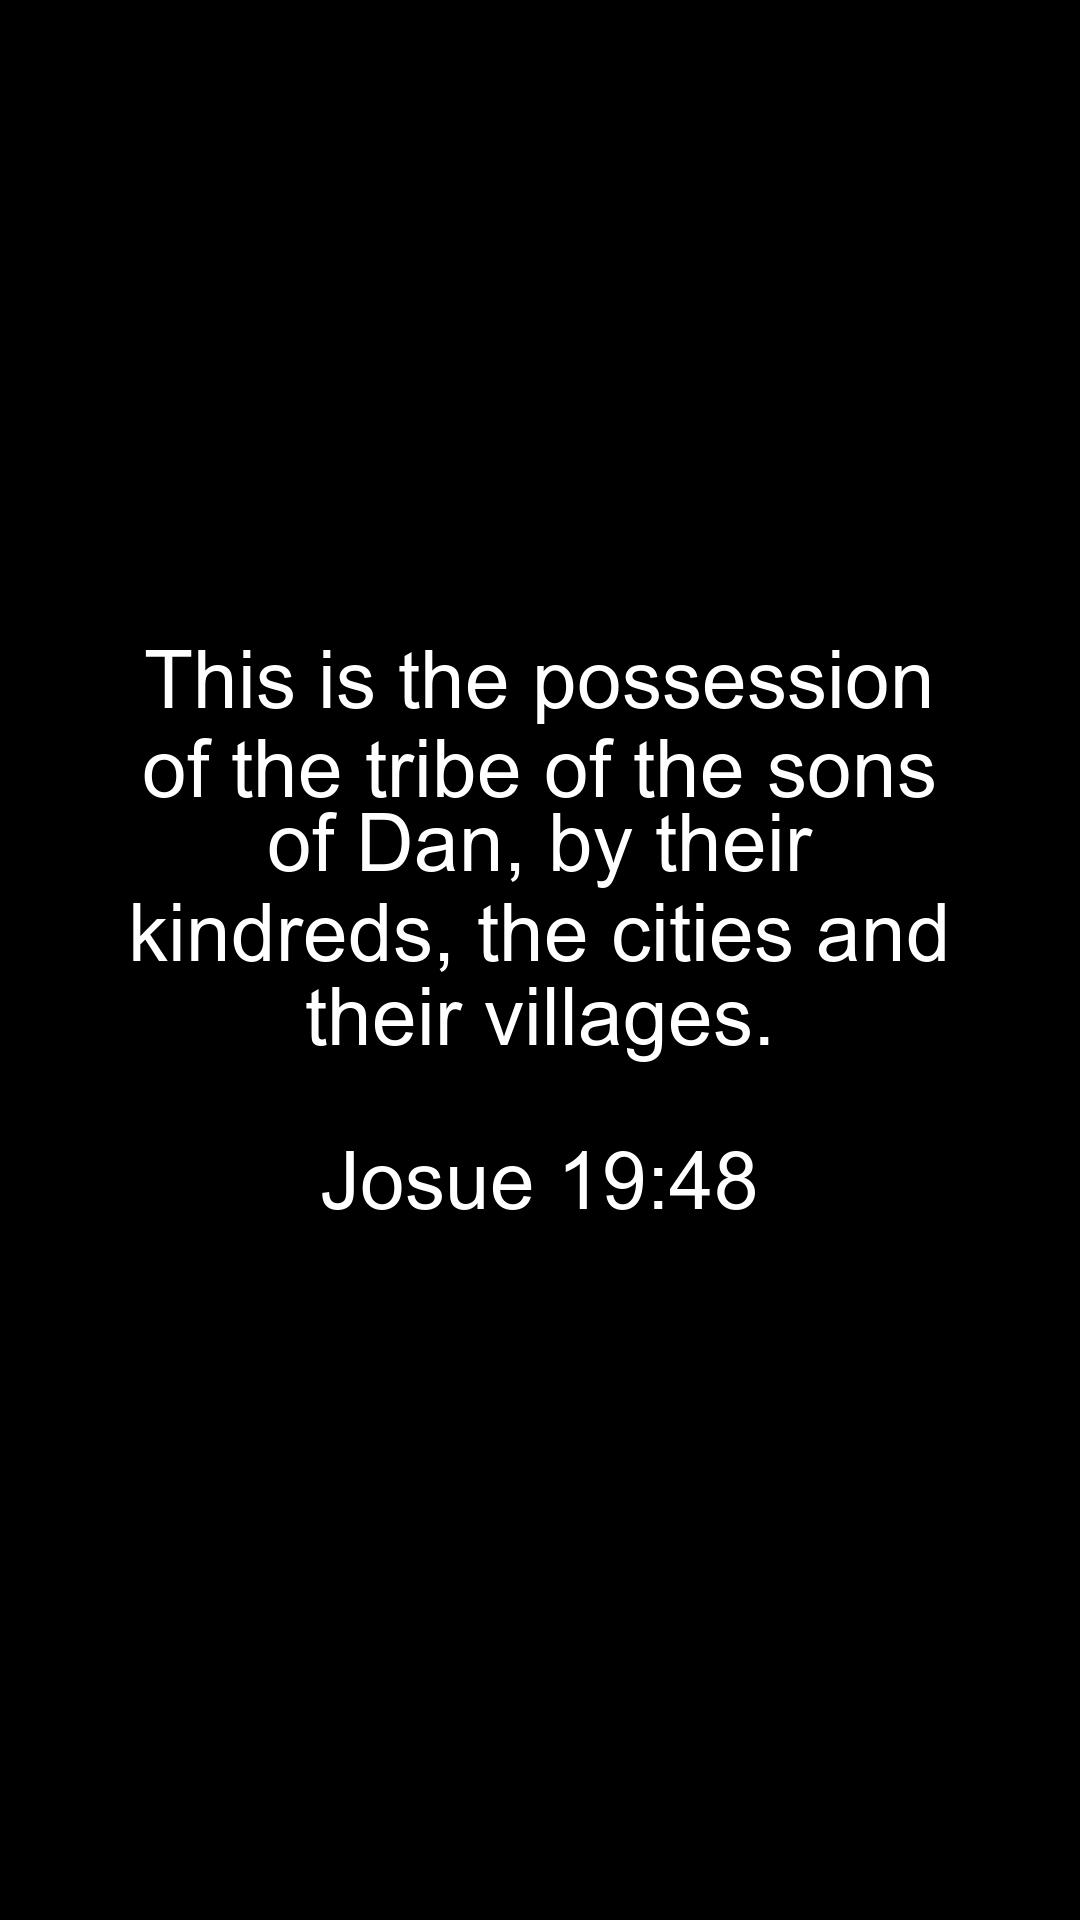 This is the possession
of the tribe of the sons
of Dan, by their
kindreds, the cities and
their villages.
Josue 19:48